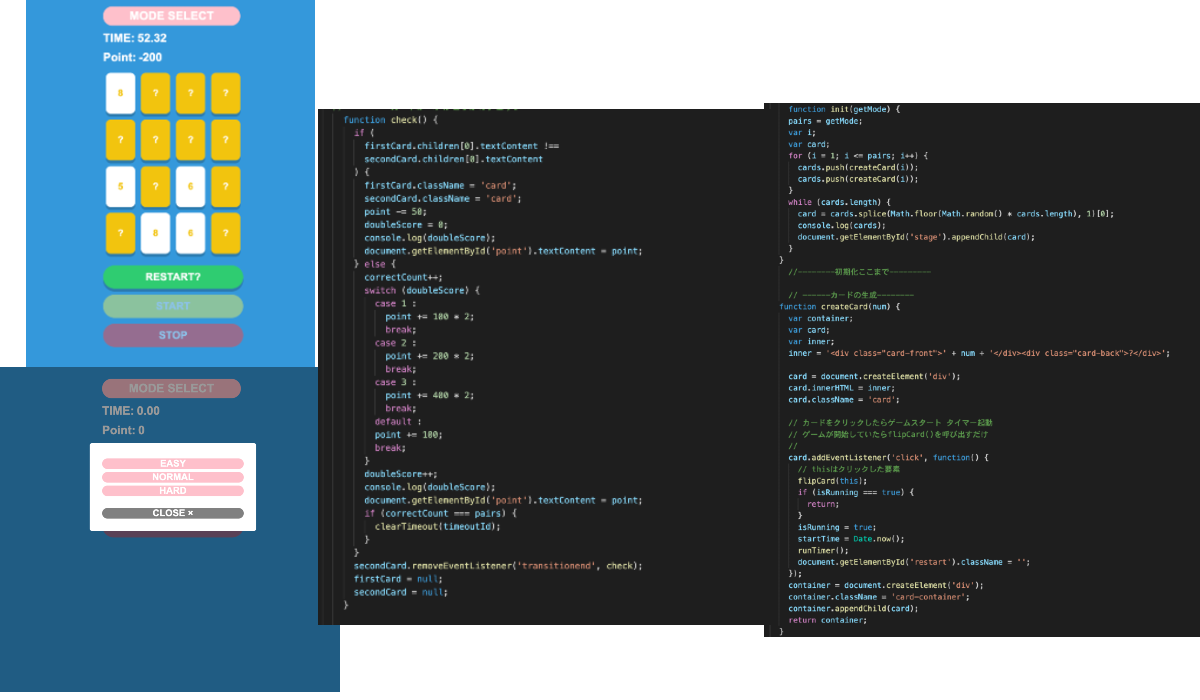 MODE SELECT
TIME: 52.32
Point: -200
8 ? ? ?
? ? ? ?
5 ? 6 ?
? 8 6 ?
RESTART?
START
STOP
MODE SELECT
TIME: 0.00
Point: 0
EASY
NORMAL
HARD
CLOSE ×
function check() {
if (
firstCard.children[0].textContent !==
secondCard.children[0].textContent
) {
firstCard.className = 'card';
secondCard.className = 'card';
point -= 50;
doubleScore = 0;
console.log(doubleScore);
document.getElementById('point').textContent = point;
} else {
correctCount++;
switch (doubleScore) {
case 1 :
point += 100 * 2;
break;
case 2 :
point += 200 * 2;
break;
case 3 :
point += 400 * 2;
break;
default :
point += 100;
break;
}
doubleScore++;
console.log(doubleScore);
document.getElementById('point').textContent = point;
if (correctCount === pairs) {
clearTimeout(timeoutId);
}
}
secondCard.removeEventListener('transitionend', check);
firstCard = null;
secondCard = null;
}
function init(getMode) {
pairs = getMode;
var i;
var card;
for (i = 1; i <= pairs; i++) {
cards.push(createCard(i));
cards.push(createCard(i));
}
while (cards.length) {
card = cards.splice(Math.floor(Math.random() * cards.length), 1)[0];
console.log(cards);
document.getElementById('stage').appendChild(card);
}
}
//---------初期化ここまで---------
// ------カードの生成--------
function createCard(num) {
var container;
var card;
var inner;
inner = '<div class="card-front">' + num + '</div><div class="card-back">?</div>';
card = document.createElement('div');
card.innerHTML = inner;
card.className = 'card';
// カードをクリックしたらゲームスタート タイマー起動
// ゲームが開始していたらflipCard()を呼び出すだけ
//
card.addEventListener('click', function() {
// thisはクリックした要素
flipCard(this);
if (isRunning === true) {
return;
}
isRunning = true;
startTime = Date.now();
runTimer();
document.getElementById('restart').className = '';
});
container = document.createElement('div');
container.className = 'card-container';
container.appendChild(card);
return container;
}